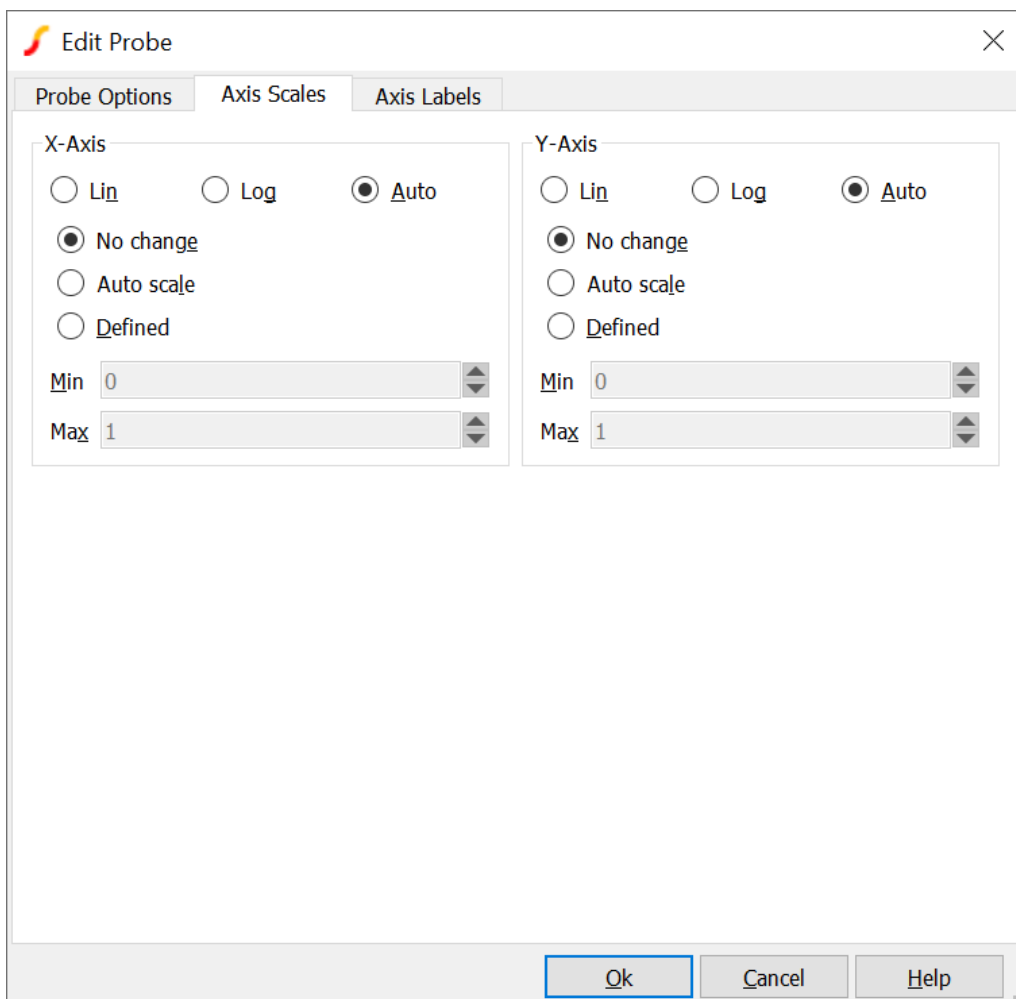 Edit Probe
Probe Options Axis Scales Axis Labels
X-Axis
Lin Log Auto
No change
Auto scale
Defined
Min 0
Max 1
Y-Axis
Lin Log Auto
No change
Auto scale
Defined
Min 0
Max 1
Ok Cancel Help